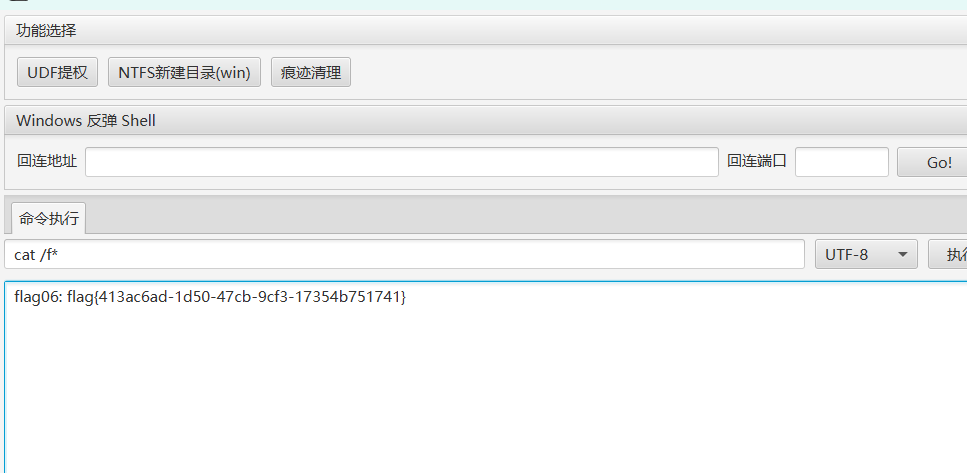 功能选择
UDF提权 NTFS新建目录(win) 痕迹清理
Windows 反弹 Shell
回连地址 回连端口 Go!
命令执行
cat /f* UTF-8 执行
flag06: flag{413ac6ad-1d50-47cb-9cf3-17354b751741}